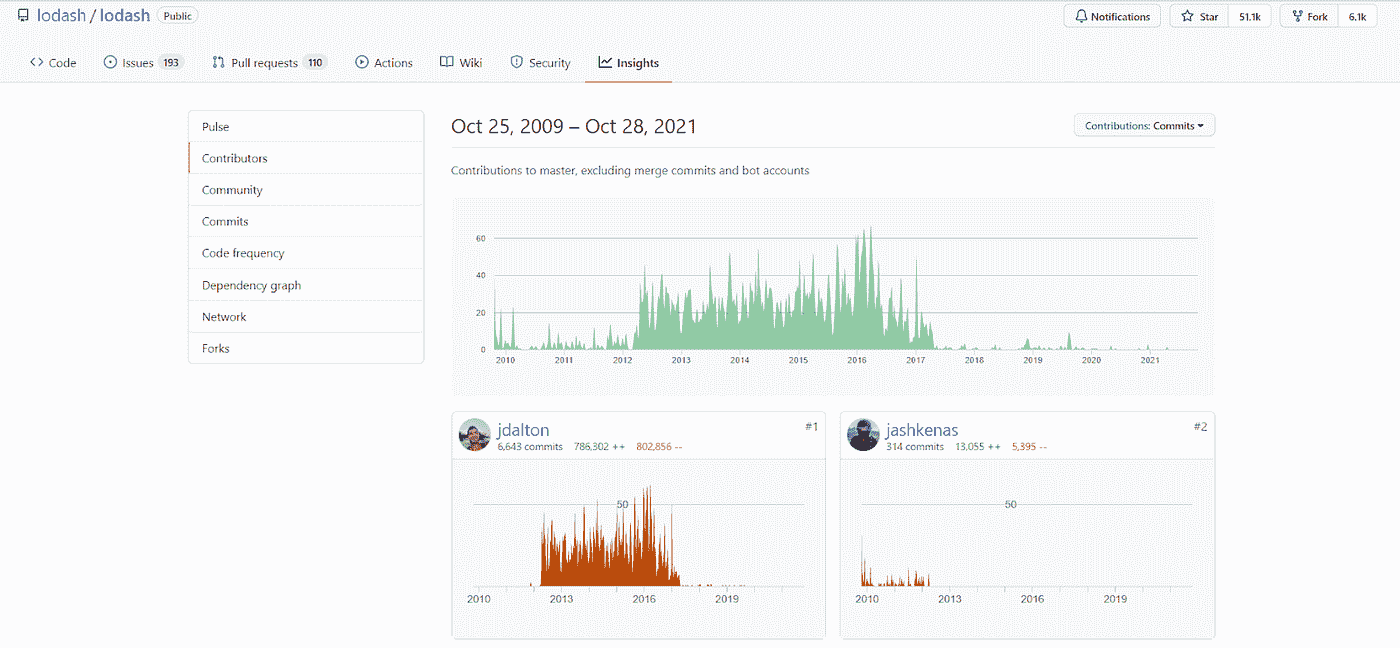 lodash / lodash Public Notifications Star 51.1k Fork 6.1k
Code Issues 193 Pull requests 110 Actions Wiki Security Insights
Pulse
Contributors
Community
Commits
Code frequency
Dependency graph
Network
Forks
Oct 25, 2009 – Oct 28, 2021 Contributions: Commits
Contributions to master, excluding merge commits and bot accounts
60
40
20
0
2010 2011 2012 2013 2014 2015 2016 2017 2018 2019 2020 2021
jdalton #1
6,643 commits 786,302 ++ 802,856 --
50
2010 2013 2016 2019
jashkenas #2
314 commits 13,055 ++ 5,395 --
50
2010 2013 2016 2019